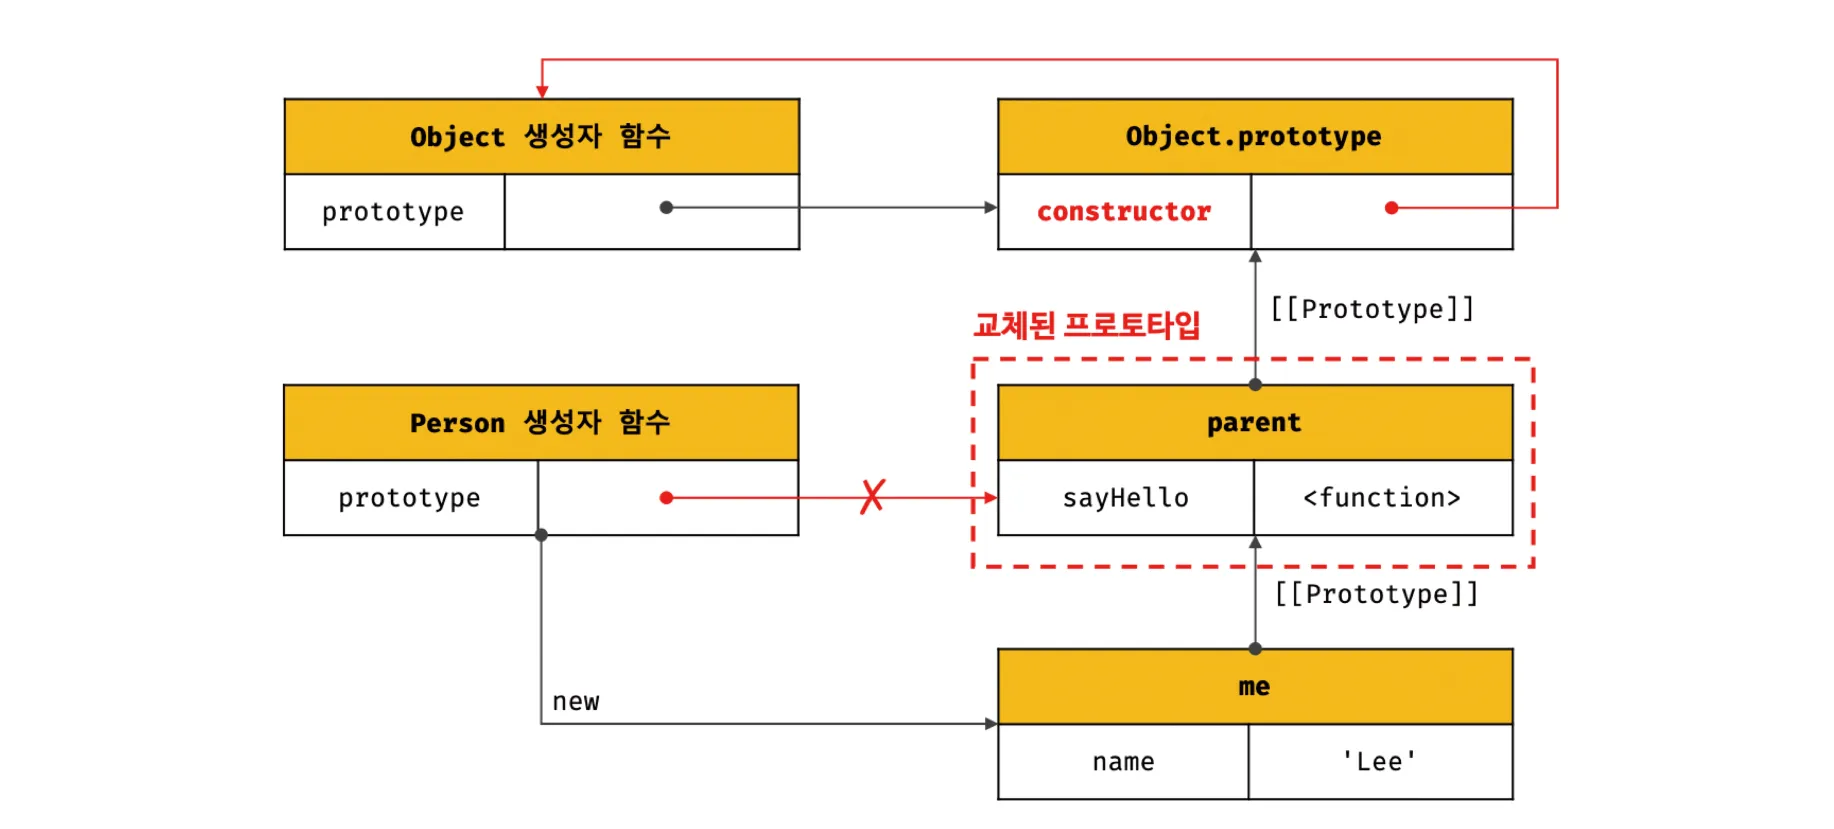 Object 생성자 함수
Object.prototype
prototype
constructor
[[Prototype]]
교체된 프로토타입
Person 생성자 함수
parent
prototype
sayHello
<function>
[[Prototype]]
new
me
name
'Lee'